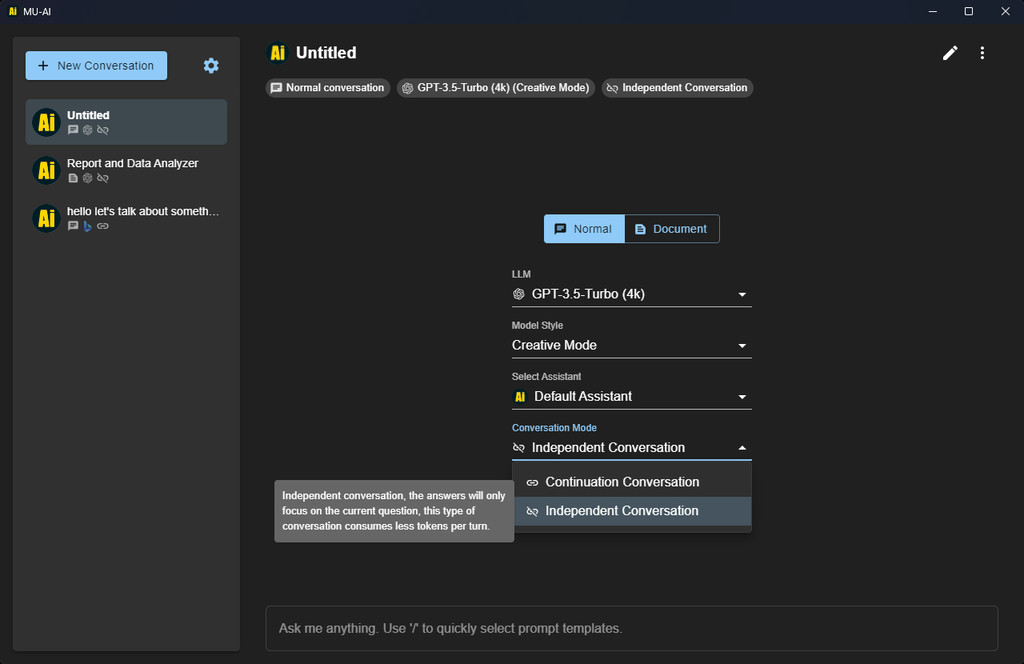 Ai MU-AI
New Conversation
Ai Untitled
Ai Report and Data Analyzer
Ai hello let's talk about someth...
Ai Untitled
Normal conversation GPT-3.5-Turbo (4k) (Creative Mode) Independent Conversation
Normal Document
LLM
GPT-3.5-Turbo (4k)
Model Style
Creative Mode
Select Assistant
Ai Default Assistant
Conversation Mode
Independent Conversation
Continuation Conversation
Independent Conversation
Independent conversation, the answers will only
focus on the current question, this type of
conversation consumes less tokens per turn.
Ask me anything. Use '/' to quickly select prompt templates.